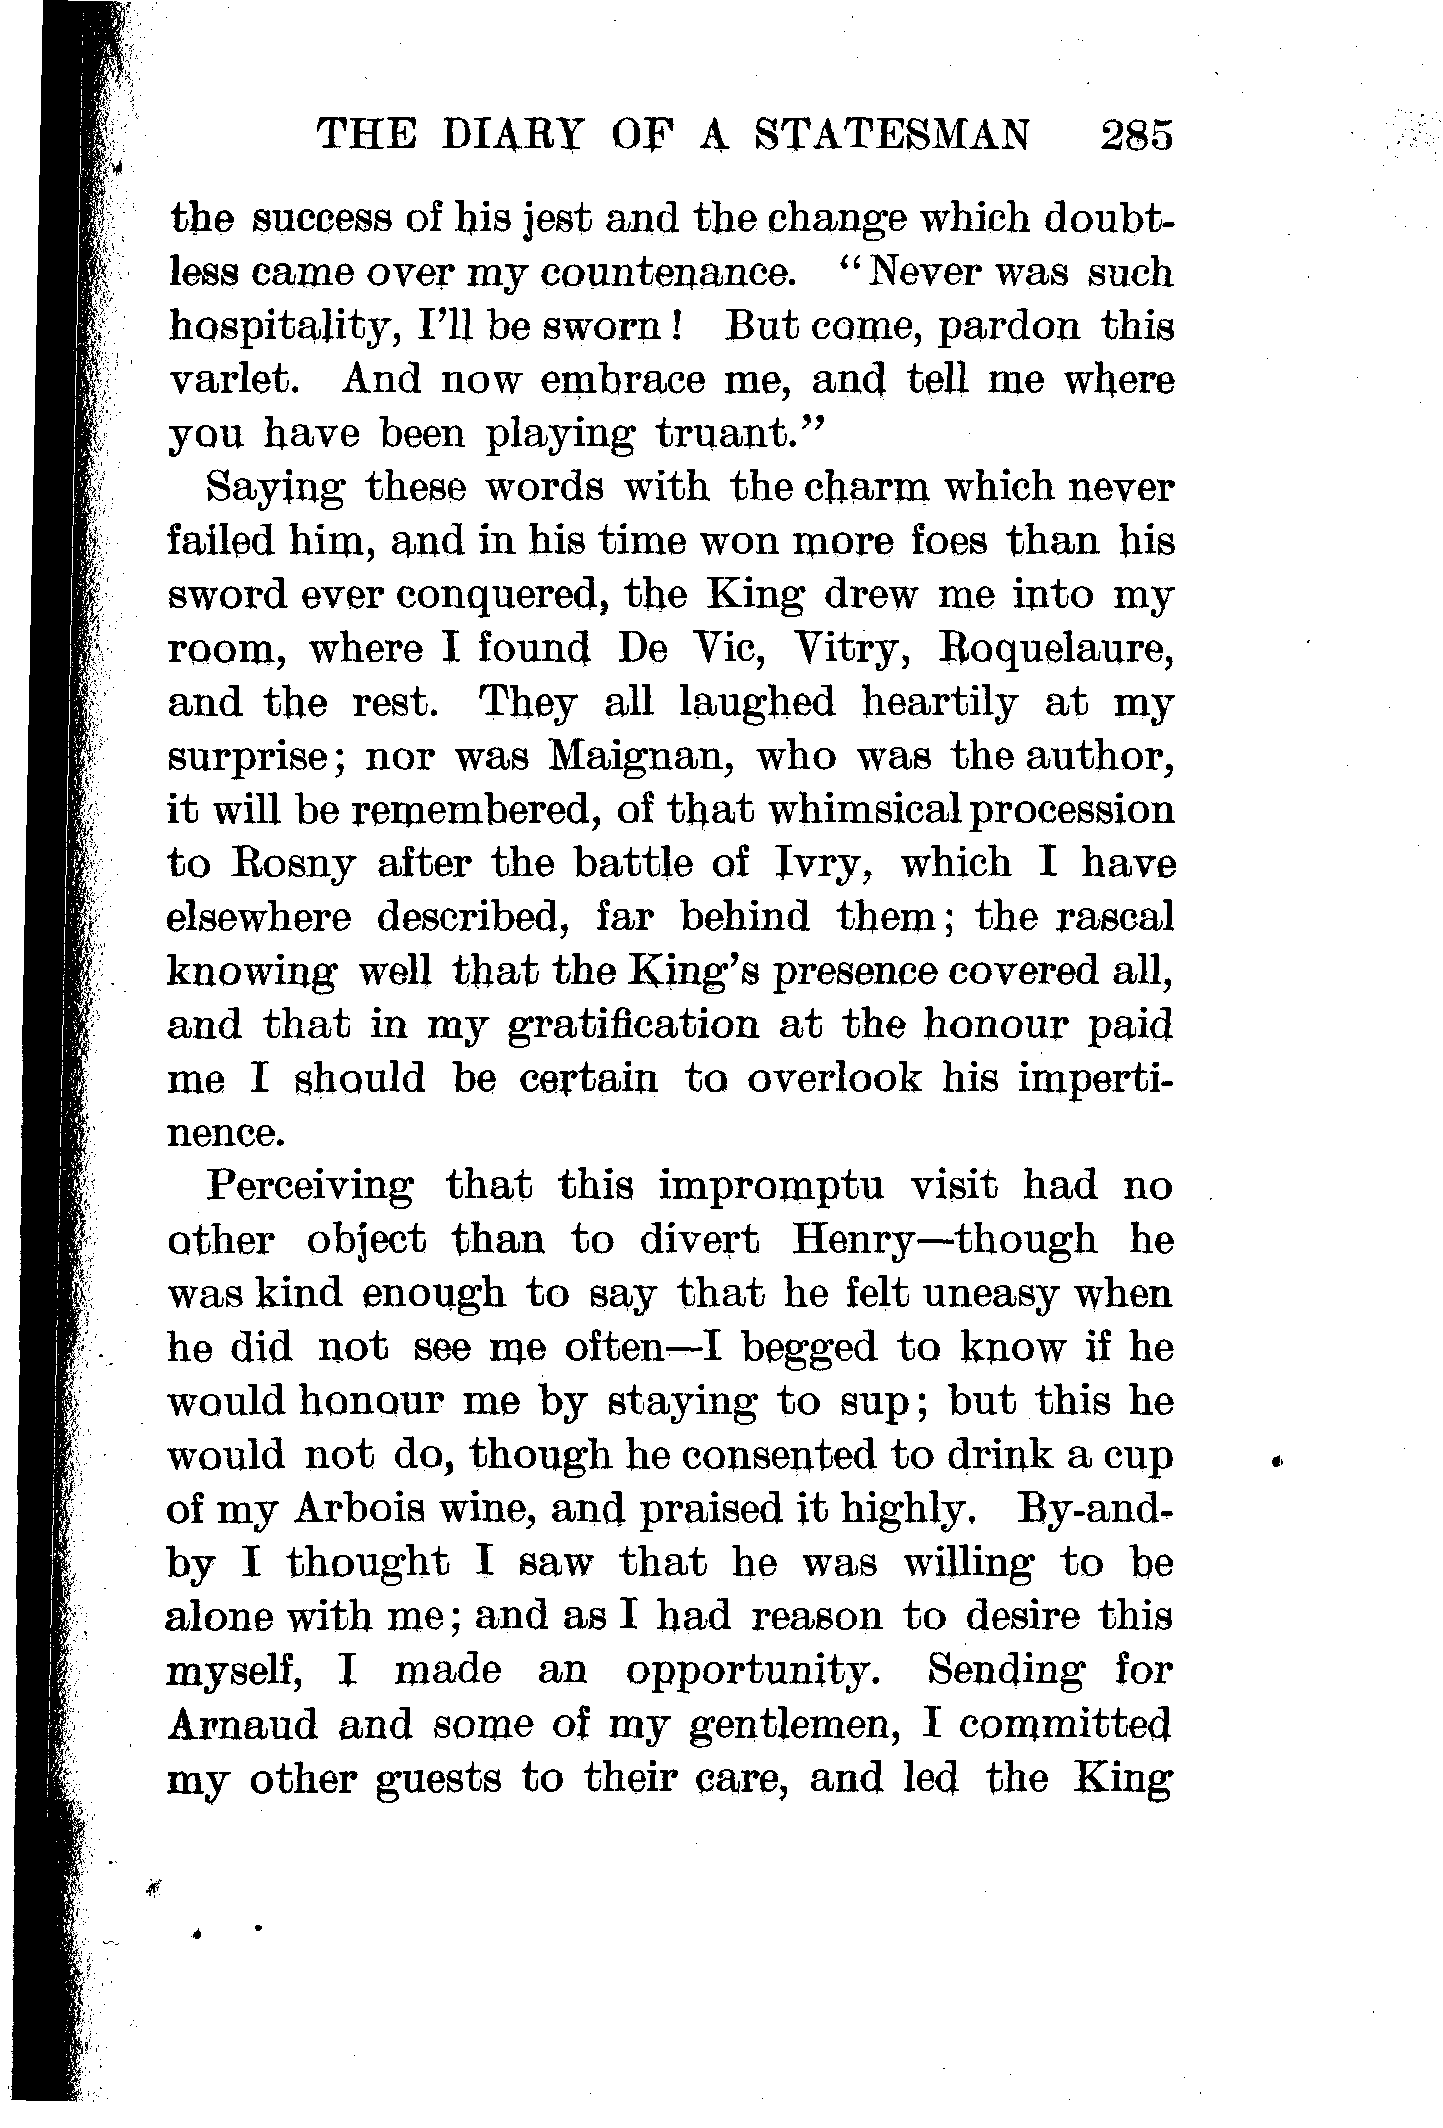 THE DIARY OF A STATESMAN 285
the success of his jest and the change which doubt-
less came over my countenance. “Never was such
hospitality, I’ll be sworn! But come, pardon this
varlet. And now embrace me, and tell me where
you have been playing truant.”
Saying these words with the charm which never
failed him, and in his time won more foes than his
sword ever conquered, the King drew me into my
room, where I found De Vic, Vitry, Roquelaure,
and the rest. They all laughed heartily at my
surprise; nor was Maignan, who was the author,
it will be remembered, of that whimsical procession
to Rosny after the battle of Ivry, which I have
elsewhere described, far behind them; the rascal
knowing well that the King’s presence covered all,
and that in my gratification at the honour paid
me I should be certain to overlook his imperti-
nence.
Perceiving that this impromptu visit had no
other object than to divert Henry—though he
was kind enough to say that he felt uneasy when
he did not see me often—I begged to know if he
would honour me by staying to sup; but this he
would not do, though he consented to drink a cup
of my Arbois wine, and praised it highly. By-and-
by I thought I saw that he was willing to be
alone with me; and as I had reason to desire this
myself, I made an opportunity. Sending for
Arnaud and some of my gentlemen, I committed
my other guests to their care, and led the King